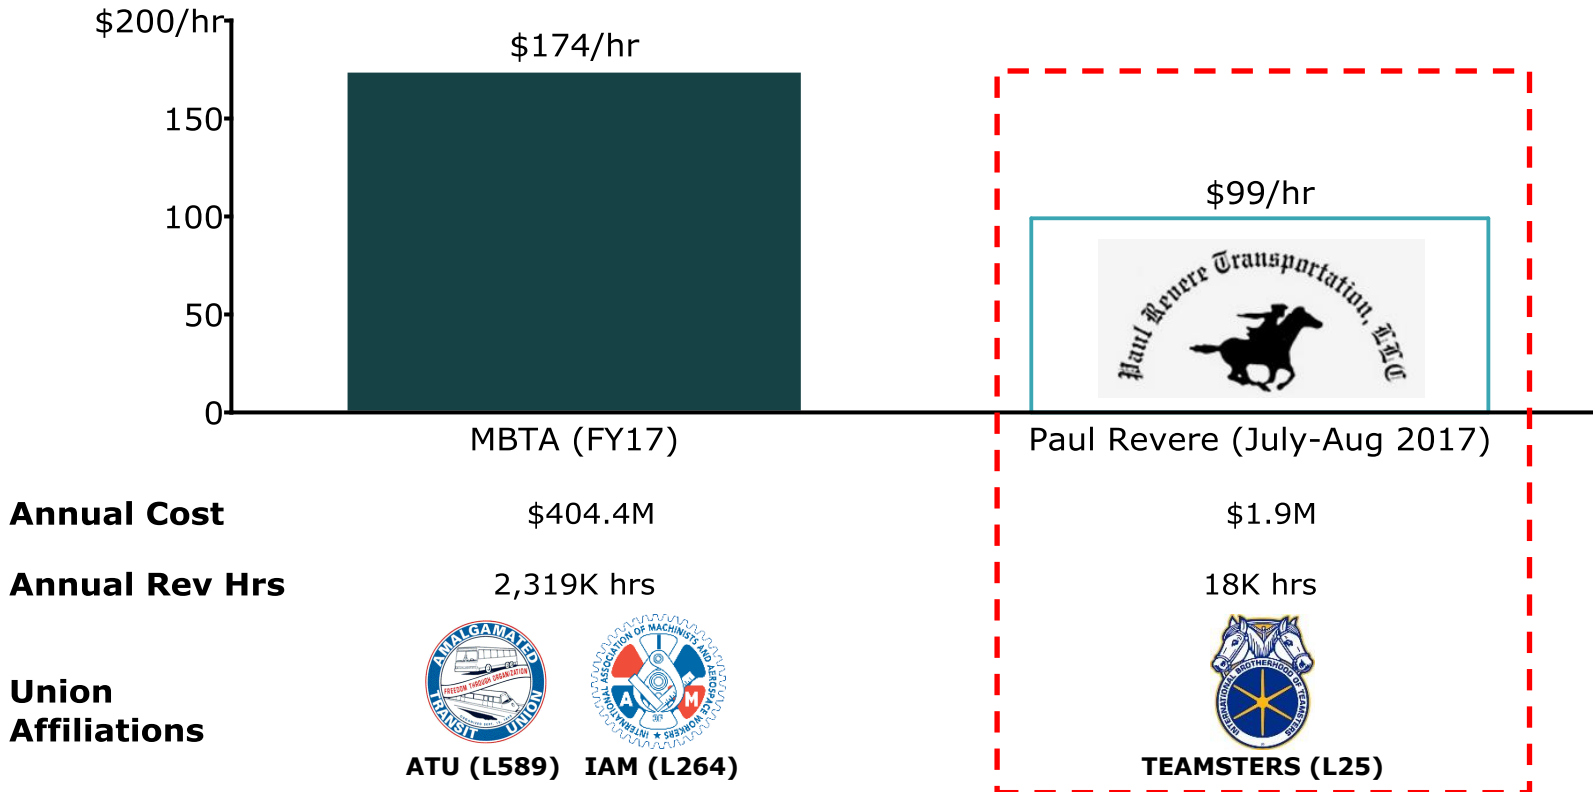 $200/hr
$174/hr
150
$99/hr
100
Paul Revere Transportation, LLC
50
0
MBTA (FY17)
Paul Revere (July-Aug 2017)
Annual Cost
$404.4M
$1.9M
Annual Rev Hrs
2,319K hrs
18K hrs
Union
Affiliations
AMALGAMATED
TRANSIT UNION
FREEDOM THROUGH ORGANIZATION
INTERNATIONAL ASSOCIATION OF MACHINISTS AND AEROSPACE WORKERS
A M
INTERNATIONAL BROTHERHOOD OF TEAMSTERS
ATU (L589)
IAM (L264)
TEAMSTERS (L25)